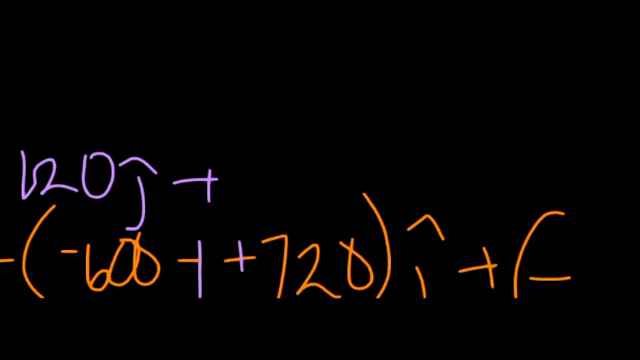 120ĵ +
-(-600 + +720)î + (-